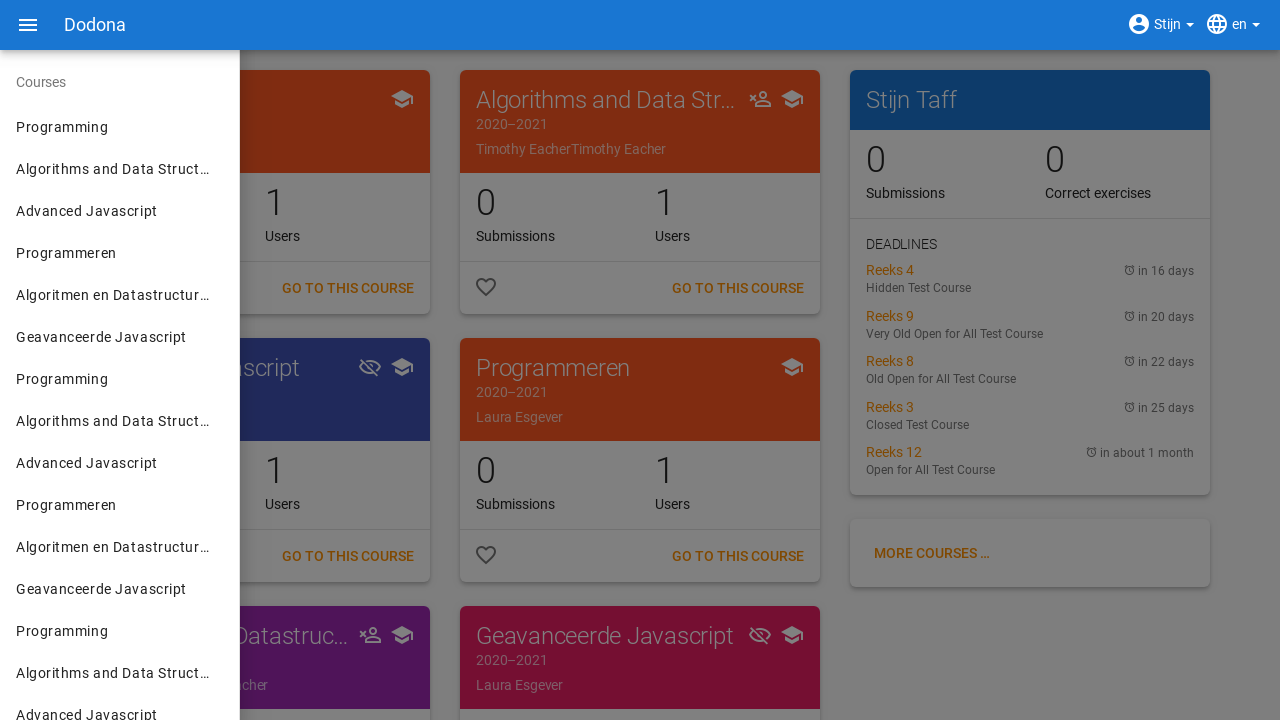 Dodona
Stijn
en
Courses
Programming
Algorithms and Data Struct…
Advanced Javascript
Programmeren
Algoritmen en Datastructur…
Geavanceerde Javascript
Programming
Algorithms and Data Struct…
Advanced Javascript
Programmeren
Algoritmen en Datastructur…
Geavanceerde Javascript
Programming
Algorithms and Data Struct…
Advanced Javascript
1
Users
GO TO THIS COURSE
Algorithms and Data Str…
2020–2021
Timothy EacherTimothy Eacher
0
Submissions
1
Users
GO TO THIS COURSE
1
Users
GO TO THIS COURSE
Programmeren
2020–2021
Laura Esgever
0
Submissions
1
Users
GO TO THIS COURSE
Datastruc…
Geavanceerde Javascript
2020–2021
Laura Esgever
Stijn Taff
0
Submissions
0
Correct exercises
DEADLINES
Reeks 4 in 16 days
Hidden Test Course
Reeks 9 in 20 days
Very Old Open for All Test Course
Reeks 8 in 22 days
Old Open for All Test Course
Reeks 3 in 25 days
Closed Test Course
Reeks 12 in about 1 month
Open for All Test Course
MORE COURSES …